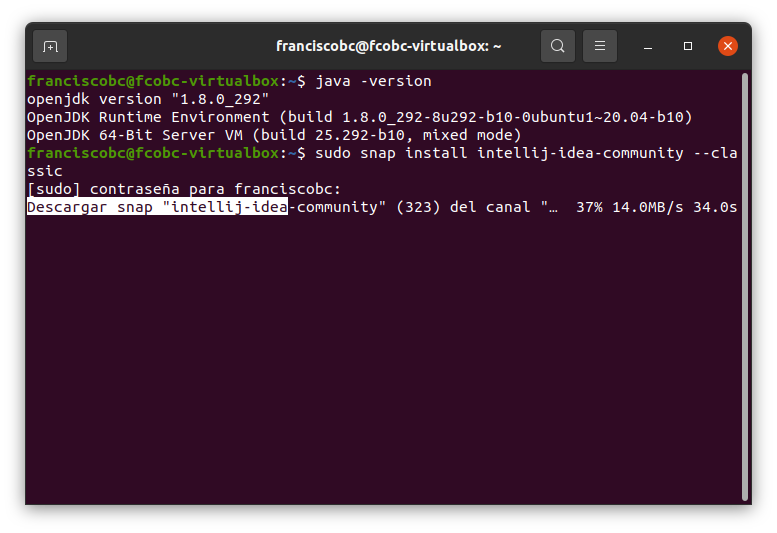 franciscobc@fcobc-virtualbox: ~
franciscobc@fcobc-virtualbox:~$ java -version
openjdk version "1.8.0_292"
OpenJDK Runtime Environment (build 1.8.0_292-8u292-b10-0ubuntu1~20.04-b10)
OpenJDK 64-Bit Server VM (build 25.292-b10, mixed mode)
franciscobc@fcobc-virtualbox:~$ sudo snap install intellij-idea-community --cla
ssic
[sudo] contraseña para franciscobc:
Descargar snap "intellij-idea-community" (323) del canal "…  37% 14.0MB/s 34.0s